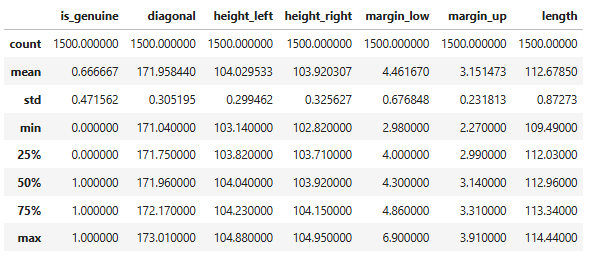 is_genuine diagonal height_left height_right margin_low margin_up length
count 1500.000000 1500.000000 1500.000000 1500.000000 1500.000000 1500.000000 1500.00000
mean 0.666667 171.958440 104.029533 103.920307 4.461670 3.151473 112.67850
std 0.471562 0.305195 0.299462 0.325627 0.676848 0.231813 0.87273
min 0.000000 171.040000 103.140000 102.820000 2.980000 2.270000 109.49000
25% 0.000000 171.750000 103.820000 103.710000 4.000000 2.990000 112.03000
50% 1.000000 171.960000 104.040000 103.920000 4.300000 3.140000 112.96000
75% 1.000000 172.170000 104.230000 104.150000 4.860000 3.310000 113.34000
max 1.000000 173.010000 104.880000 104.950000 6.900000 3.910000 114.44000